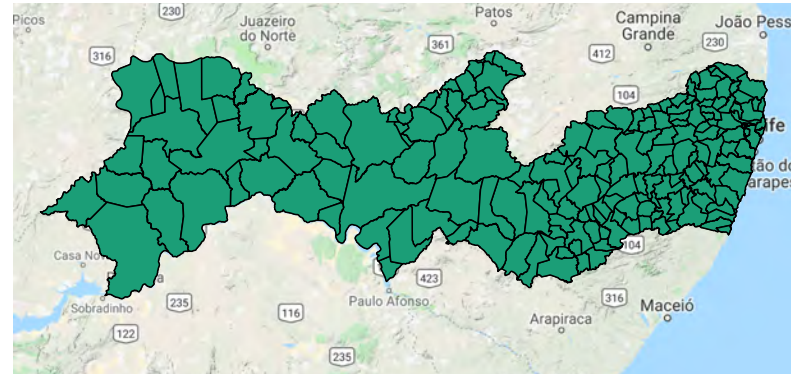 230
Patos
Campina
Grande
João Pess
Picos
Juazeiro
do Norte
316
361
412
230
104
ife
ão do
arapes
104
Casa No
a
Sobradinho
235
423
Paulo Afonso
316
Maceió
122
116
Arapiraca
235